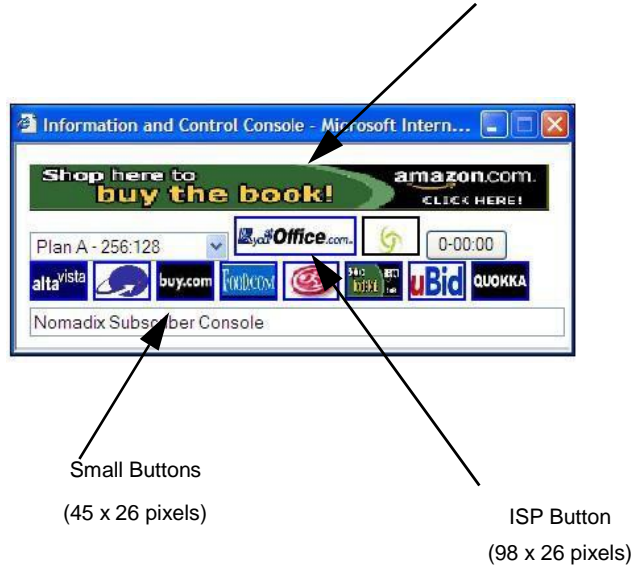 Information and Control Console - Microsoft Intern...
Shop here to
buy the book!
amazon.com.
CLICK HERE!
Plan A - 256:128
Office.com
0-00:00
altavista
buy.com
FOOD.COM
uBid
QUOKKA
Nomadix Subscriber Console
Small Buttons
(45 x 26 pixels)
ISP Button
(98 x 26 pixels)